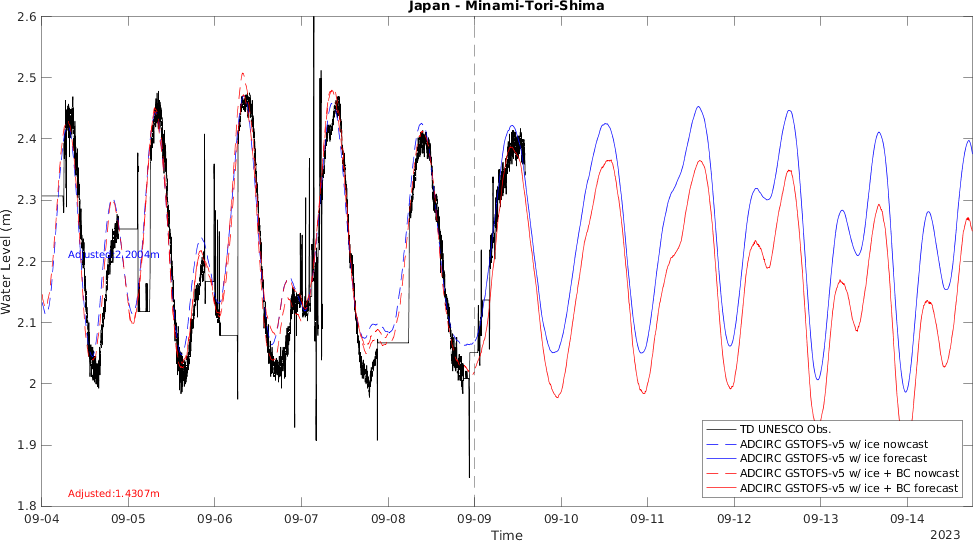 Japan - Minami-Tori-Shima
2.6
2.5
2.4
2.3
2.2
2.1
2
1.9
1.8
Water Level (m)
Adjusted:2.2004m
Adjusted:1.4307m
TD UNESCO Obs.
ADCIRC GSTOFS-v5 w/ ice nowcast
ADCIRC GSTOFS-v5 w/ ice forecast
ADCIRC GSTOFS-v5 w/ ice + BC nowcast
ADCIRC GSTOFS-v5 w/ ice + BC forecast
09-04 09-05 09-06 09-07 09-08 09-09 09-10 09-11 09-12 09-13 09-14
Time
2023